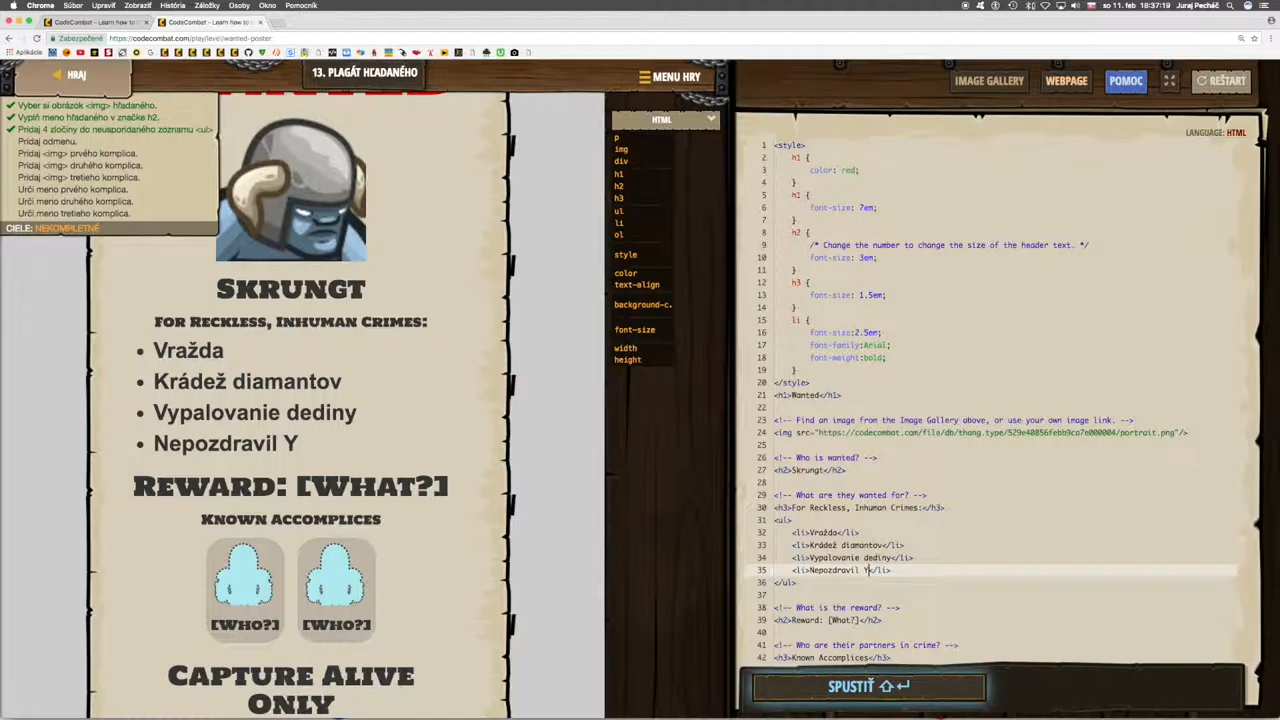 Chrome Súbor Upraviť Zobraziť História Záložky Osoby Okno Pomocník
so 11. feb 18:37:19 Juraj Pecháč
CodeCombat - Learn how to
CodeCombat - Learn how to
Zabezpečené https://codecombat.com/play/level/wanted-poster
Aplikácie
HRAJ
13. PLAGÁT HĽADANÉHO
MENU HRY
IMAGE GALLERY
WEBPAGE
POMOC
REŠTART
Vyber si obrázok <img> hľadaného.
Vyplň meno hľadaného v značke h2.
Pridaj 4 zločiny do neusporidaného zoznamu <ul>
Pridaj odmenu.
Pridaj <img> prvého komplica.
Pridaj <img> druhého komplica.
Pridaj <img> tretieho komplica.
Urči meno prvého komplica.
Urči meno druhého komplica.
Urči meno tretieho komplica.
CIELE: NEKOMPLETNÉ
Skrungt
For Reckless, Inhuman Crimes:
• Vražda
• Krádež diamantov
• Vypalovanie dediny
• Nepozdravil Y
Reward: [What?]
Known Accomplices
[Who?]
[Who?]
Capture Alive
Only
HTML
p
img
div
h1
h2
h3
ul
li
ol
style
color
text-align
background-c.
font-size
width
height
LANGUAGE: HTML
1 <style>
2 h1 {
3 color: red;
4 }
5 h1 {
6 font-size: 7em;
7 }
8 h2 {
9 /* Change the number to change the size of the header text. */
10 font-size: 3em;
11 }
12 h3 {
13 font-size: 1.5em;
14 }
15 li {
16 font-size:2.5em;
17 font-family:Arial;
18 font-weight:bold;
19 }
20 </style>
21 <h1>Wanted</h1>
22
23 <!-- Find an image from the Image Gallery above, or use your own image link. -->
24 <img src="https://codecombat.com/file/db/thang.type/529e40856febb9ca7e000004/portrait.png"/>
25
26 <!-- Who is wanted? -->
27 <h2>Skrungt</h2>
28
29 <!-- What are they wanted for? -->
30 <h3>For Reckless, Inhuman Crimes:</h3>
31 <ul>
32 <li>Vražda</li>
33 <li>Krádež diamantov</li>
34 <li>Vypalovanie dediny</li>
35 <li>Nepozdravil Y</li>
36 </ul>
37
38 <!-- What is the reward? -->
39 <h2>Reward: [What?]</h2>
40
41 <!-- Who are their partners in crime? -->
42 <h3>Known Accomplices</h3>
SPUSTIŤ